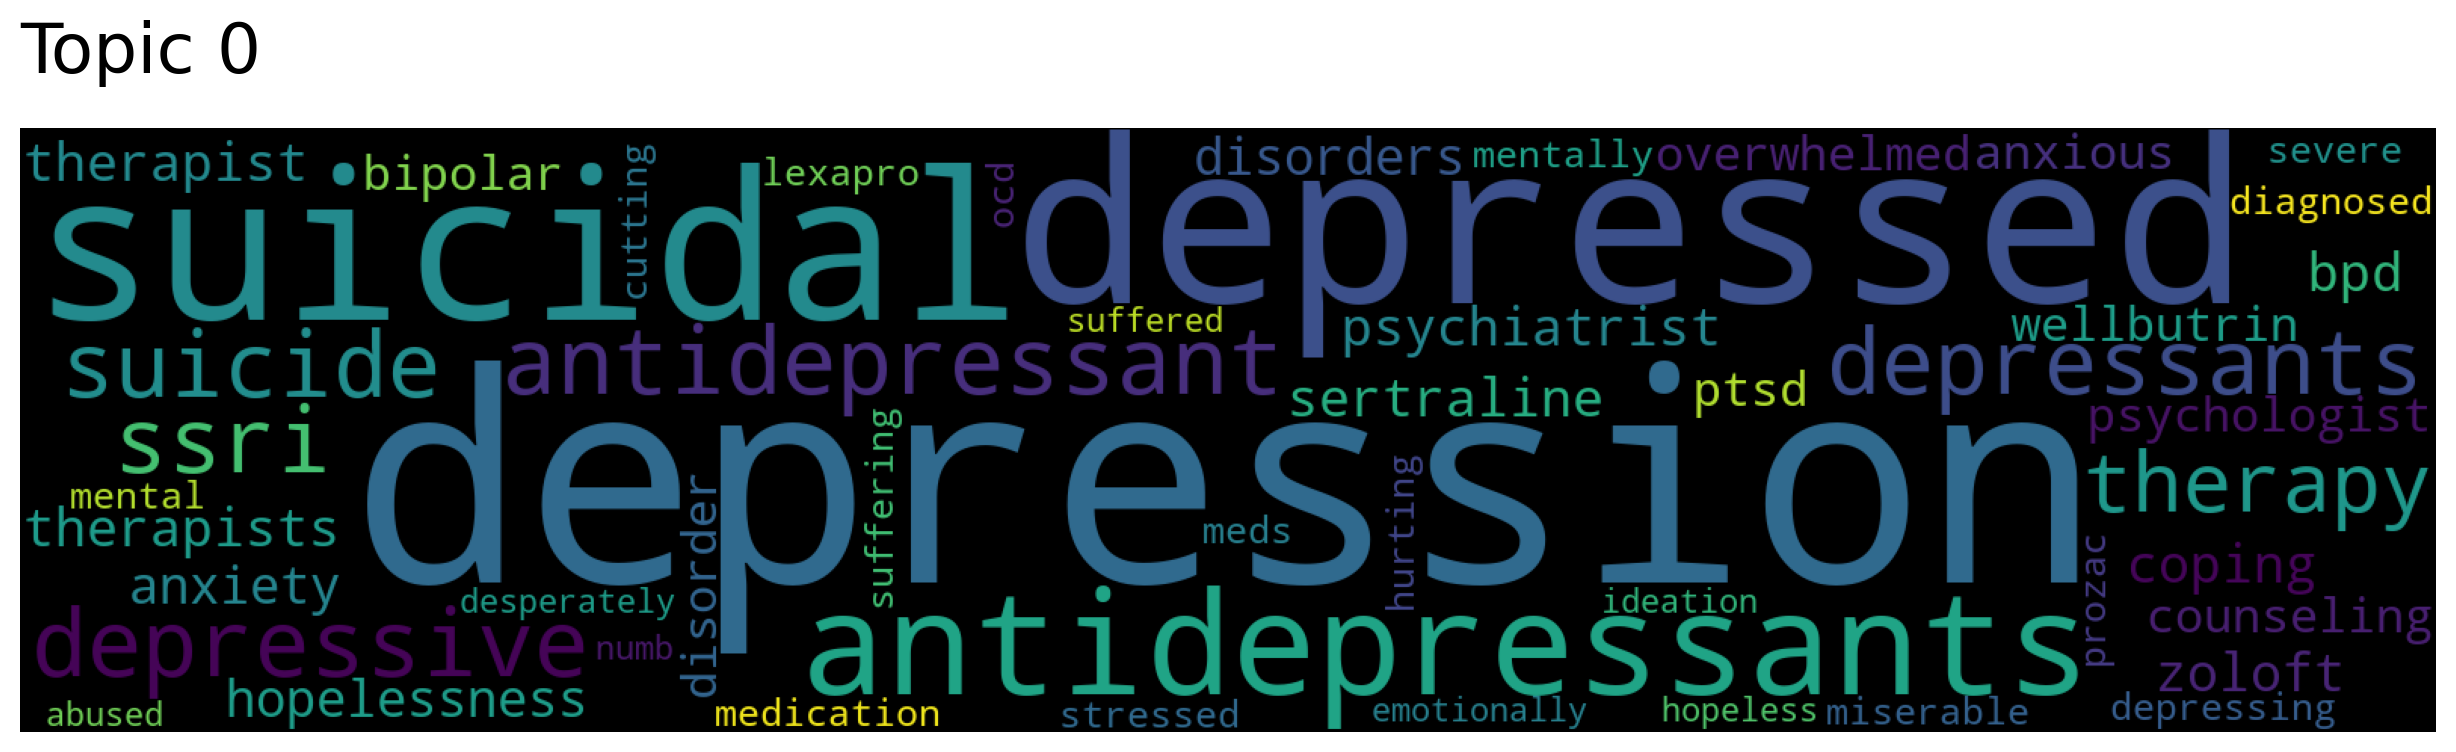 Topic 0
therapist bipolar cutting lexapro ocd disorders mentally overwhelmed anxious severe
suicidal depressed diagnosed
bpd
suffered psychiatrist wellbutrin
suicide antidepressant sertraline ptsd depressants
ssri depression suffering hurting psychologist
mental meds therapy
therapists disorder
anxiety desperately ideation prozac coping
depressive numb antidepressants counseling
hopelessness zoloft
abused medication stressed emotionally hopeless miserable depressing